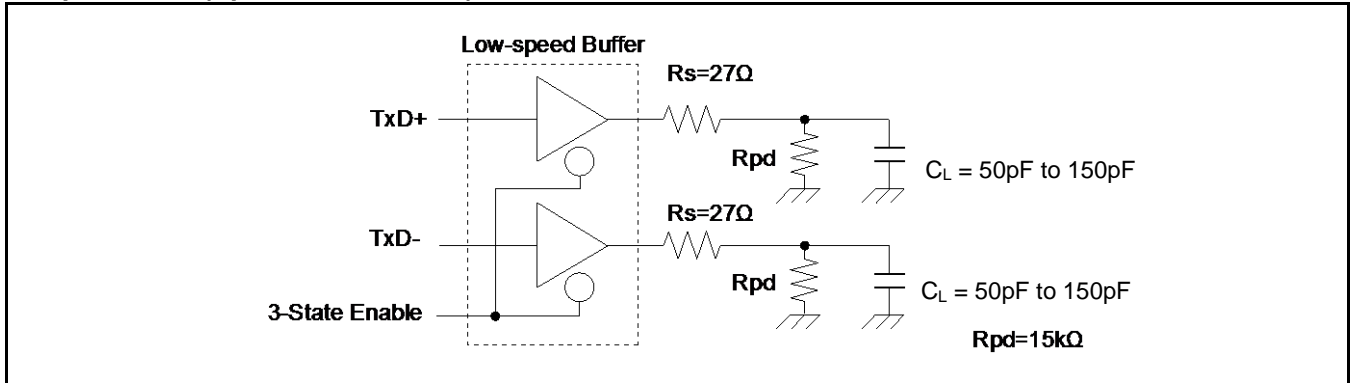 Low-speed Buffer
Rs=27Ω
TxD+
Rpd
CL = 50pF to 150pF
Rs=27Ω
TxD-
Rpd
CL = 50pF to 150pF
3-State Enable
Rpd=15kΩ